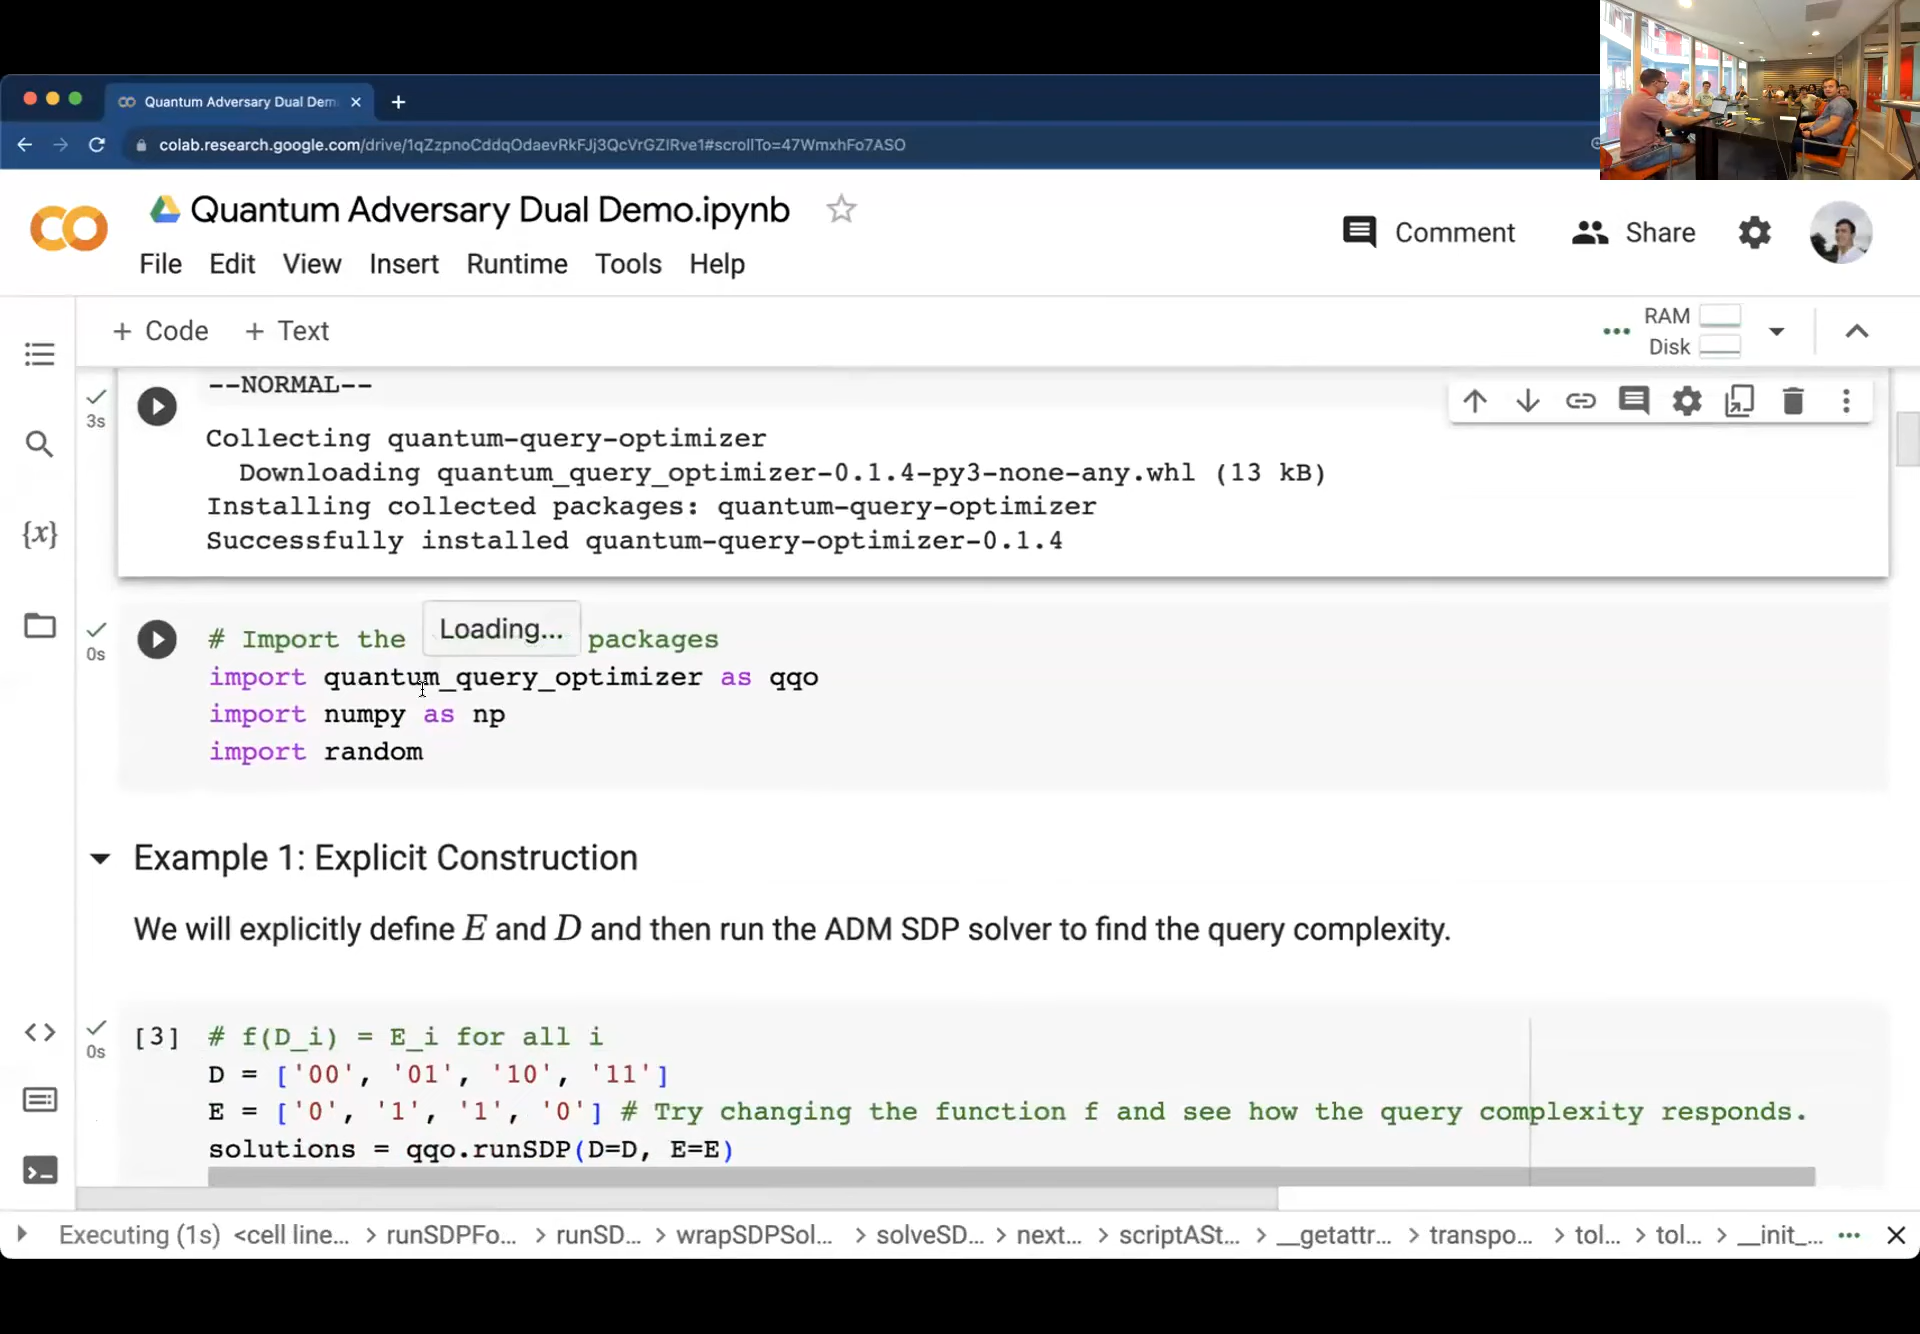 Quantum Adversary Dual Dem
colab.research.google.com/drive/1qZzpnoCddqOdaevRkFJj3QcVrGZIRve1#scrollTo=47WmxhFo7ASO
Quantum Adversary Dual Demo.ipynb
Comment
Share
File Edit View Insert Runtime Tools Help
+ Code + Text
RAM
Disk
--NORMAL--
3s
Collecting quantum-query-optimizer
Downloading quantum_query_optimizer-0.1.4-py3-none-any.whl (13 kB)
Installing collected packages: quantum-query-optimizer
Successfully installed quantum-query-optimizer-0.1.4
# Import the Loading... packages
0s
import quantum_query_optimizer as qqo
import numpy as np
import random
Example 1: Explicit Construction
We will explicitly define E and D and then run the ADM SDP solver to find the query complexity.
[3] # f(D_i) = E_i for all i
0s
D = ['00', '01', '10', '11']
E = ['0', '1', '1', '0'] # Try changing the function f and see how the query complexity responds.
solutions = qqo.runSDP(D=D, E=E)
Executing (1s) <cell line... > runSDPFo... > runSD... > wrapSDPSol... > solveSD... > next... > scriptASt... > __getattr... > transpo... > tol... > tol... > __init_...